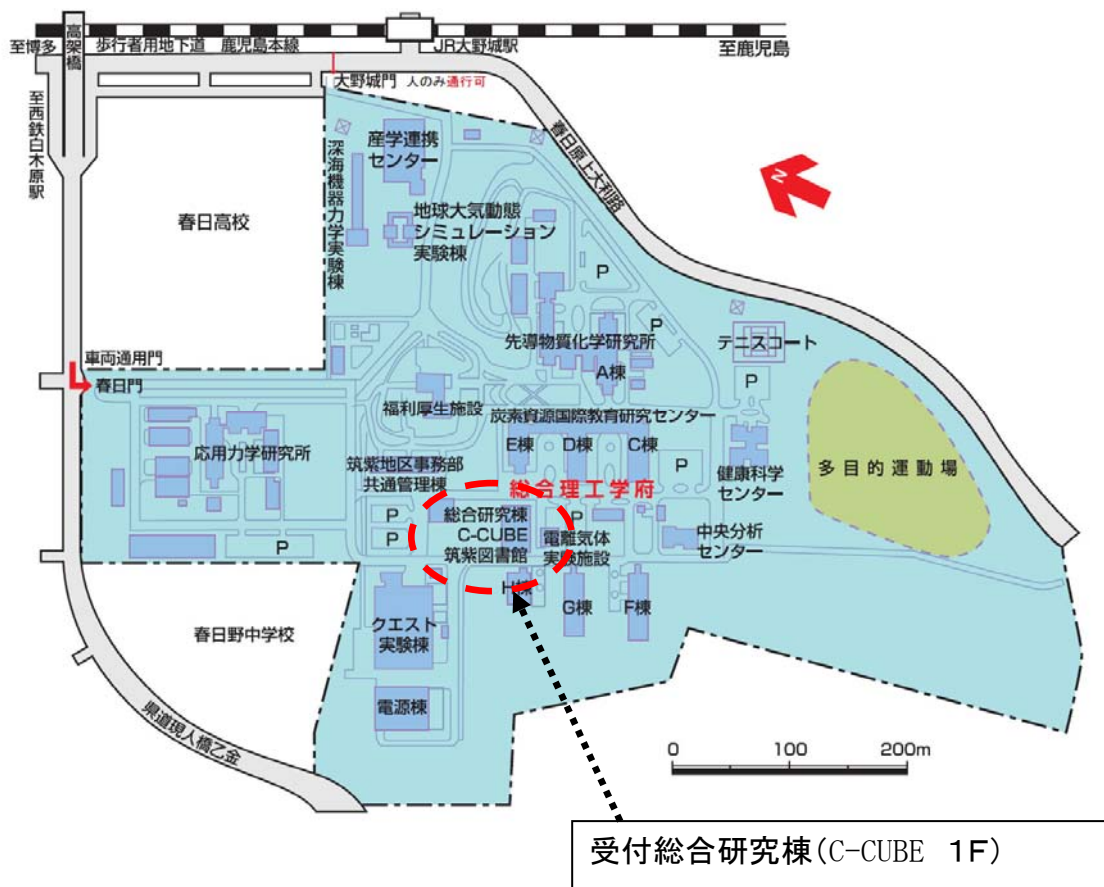 高架橋
至博多
歩行者用地下道
鹿児島本線
JR大野城駅
至鹿児島
大野城門
人のみ通行可
至西鉄白木原駅
春日原上大利路
産学連携
センター
深海機器力学実験棟
N
春日高校
地球大気動態
シミュレーション
実験棟
P
P
先導物質化学研究所
テニスコート
A棟
P
車両通用門
春日門
福利厚生施設
炭素資源国際教育研究センター
応用力学研究所
E棟
D棟
C棟
P
健康科学
センター
多目的運動場
筑紫地区事務部
共通管理棟
総合理工学府
P
P
総合研究棟
C-CUBE
筑紫図書館
P
電離気体
実験施設
中央分析
センター
P
H棟
G棟
F棟
春日野中学校
クエスト
実験棟
電源棟
県道現人橋乙金
0 100 200m
受付総合研究棟(C-CUBE 1F)